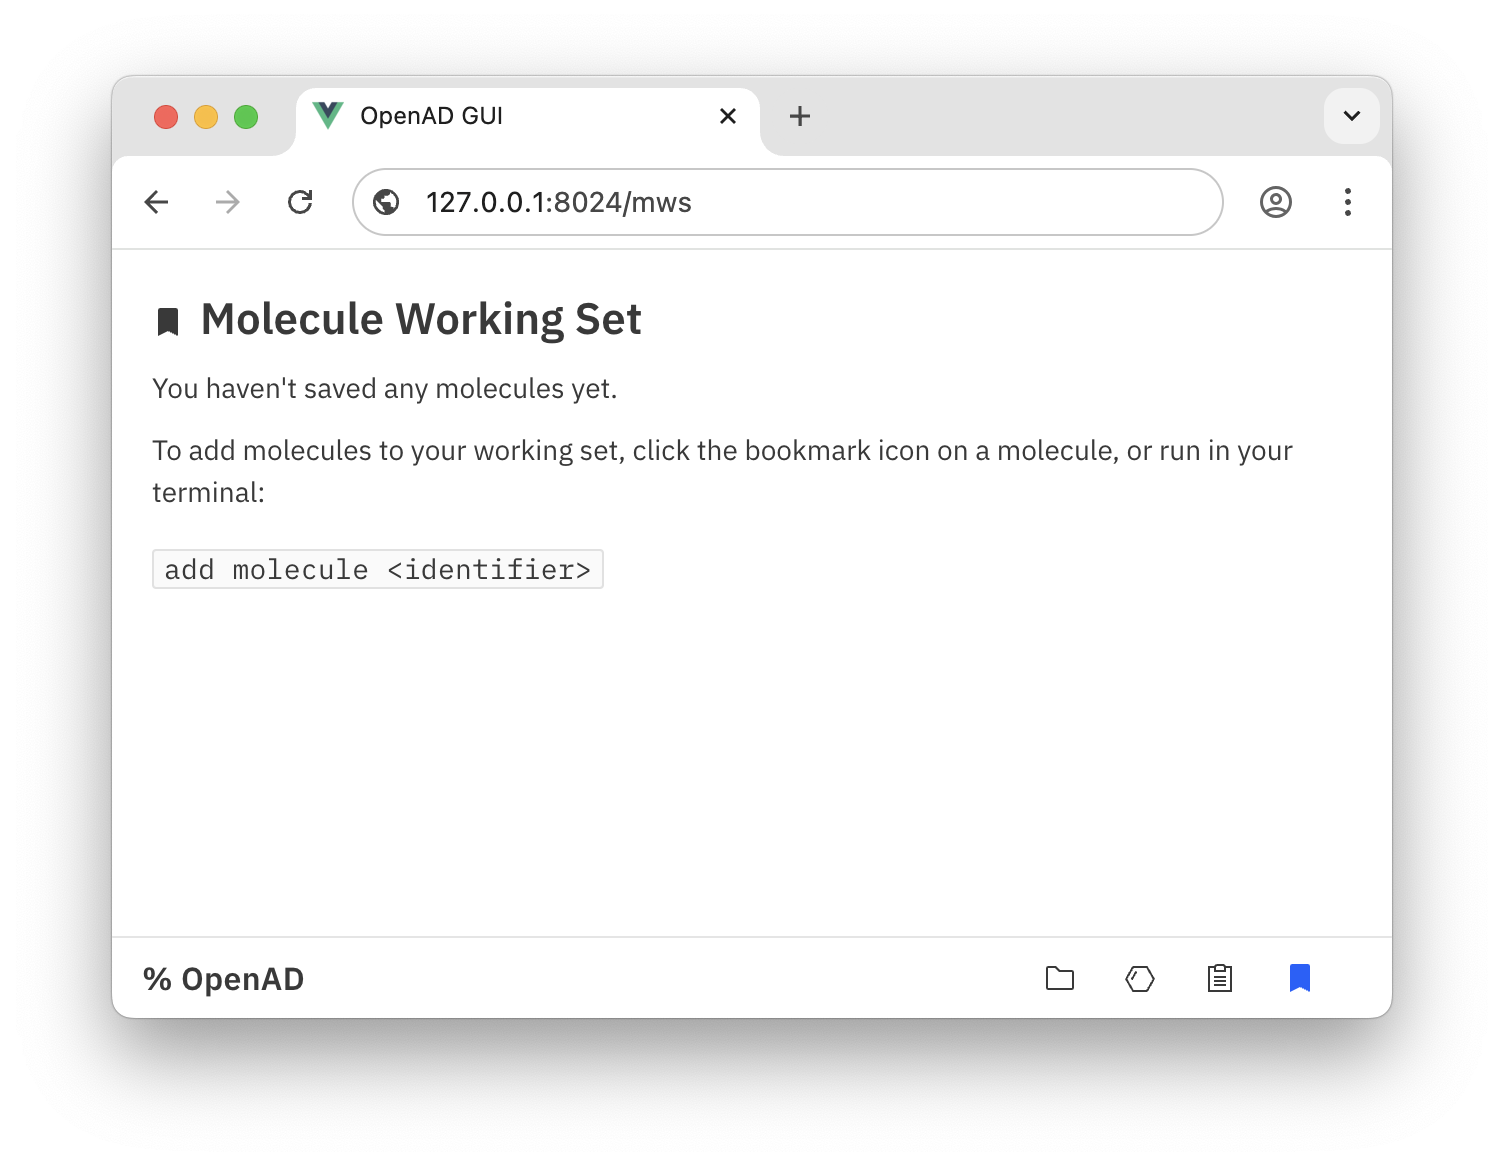 OpenAD GUI
127.0.0.1:8024/mws
Molecule Working Set
You haven't saved any molecules yet.
To add molecules to your working set, click the bookmark icon on a molecule, or run in your
terminal:
add molecule <identifier>
% OpenAD